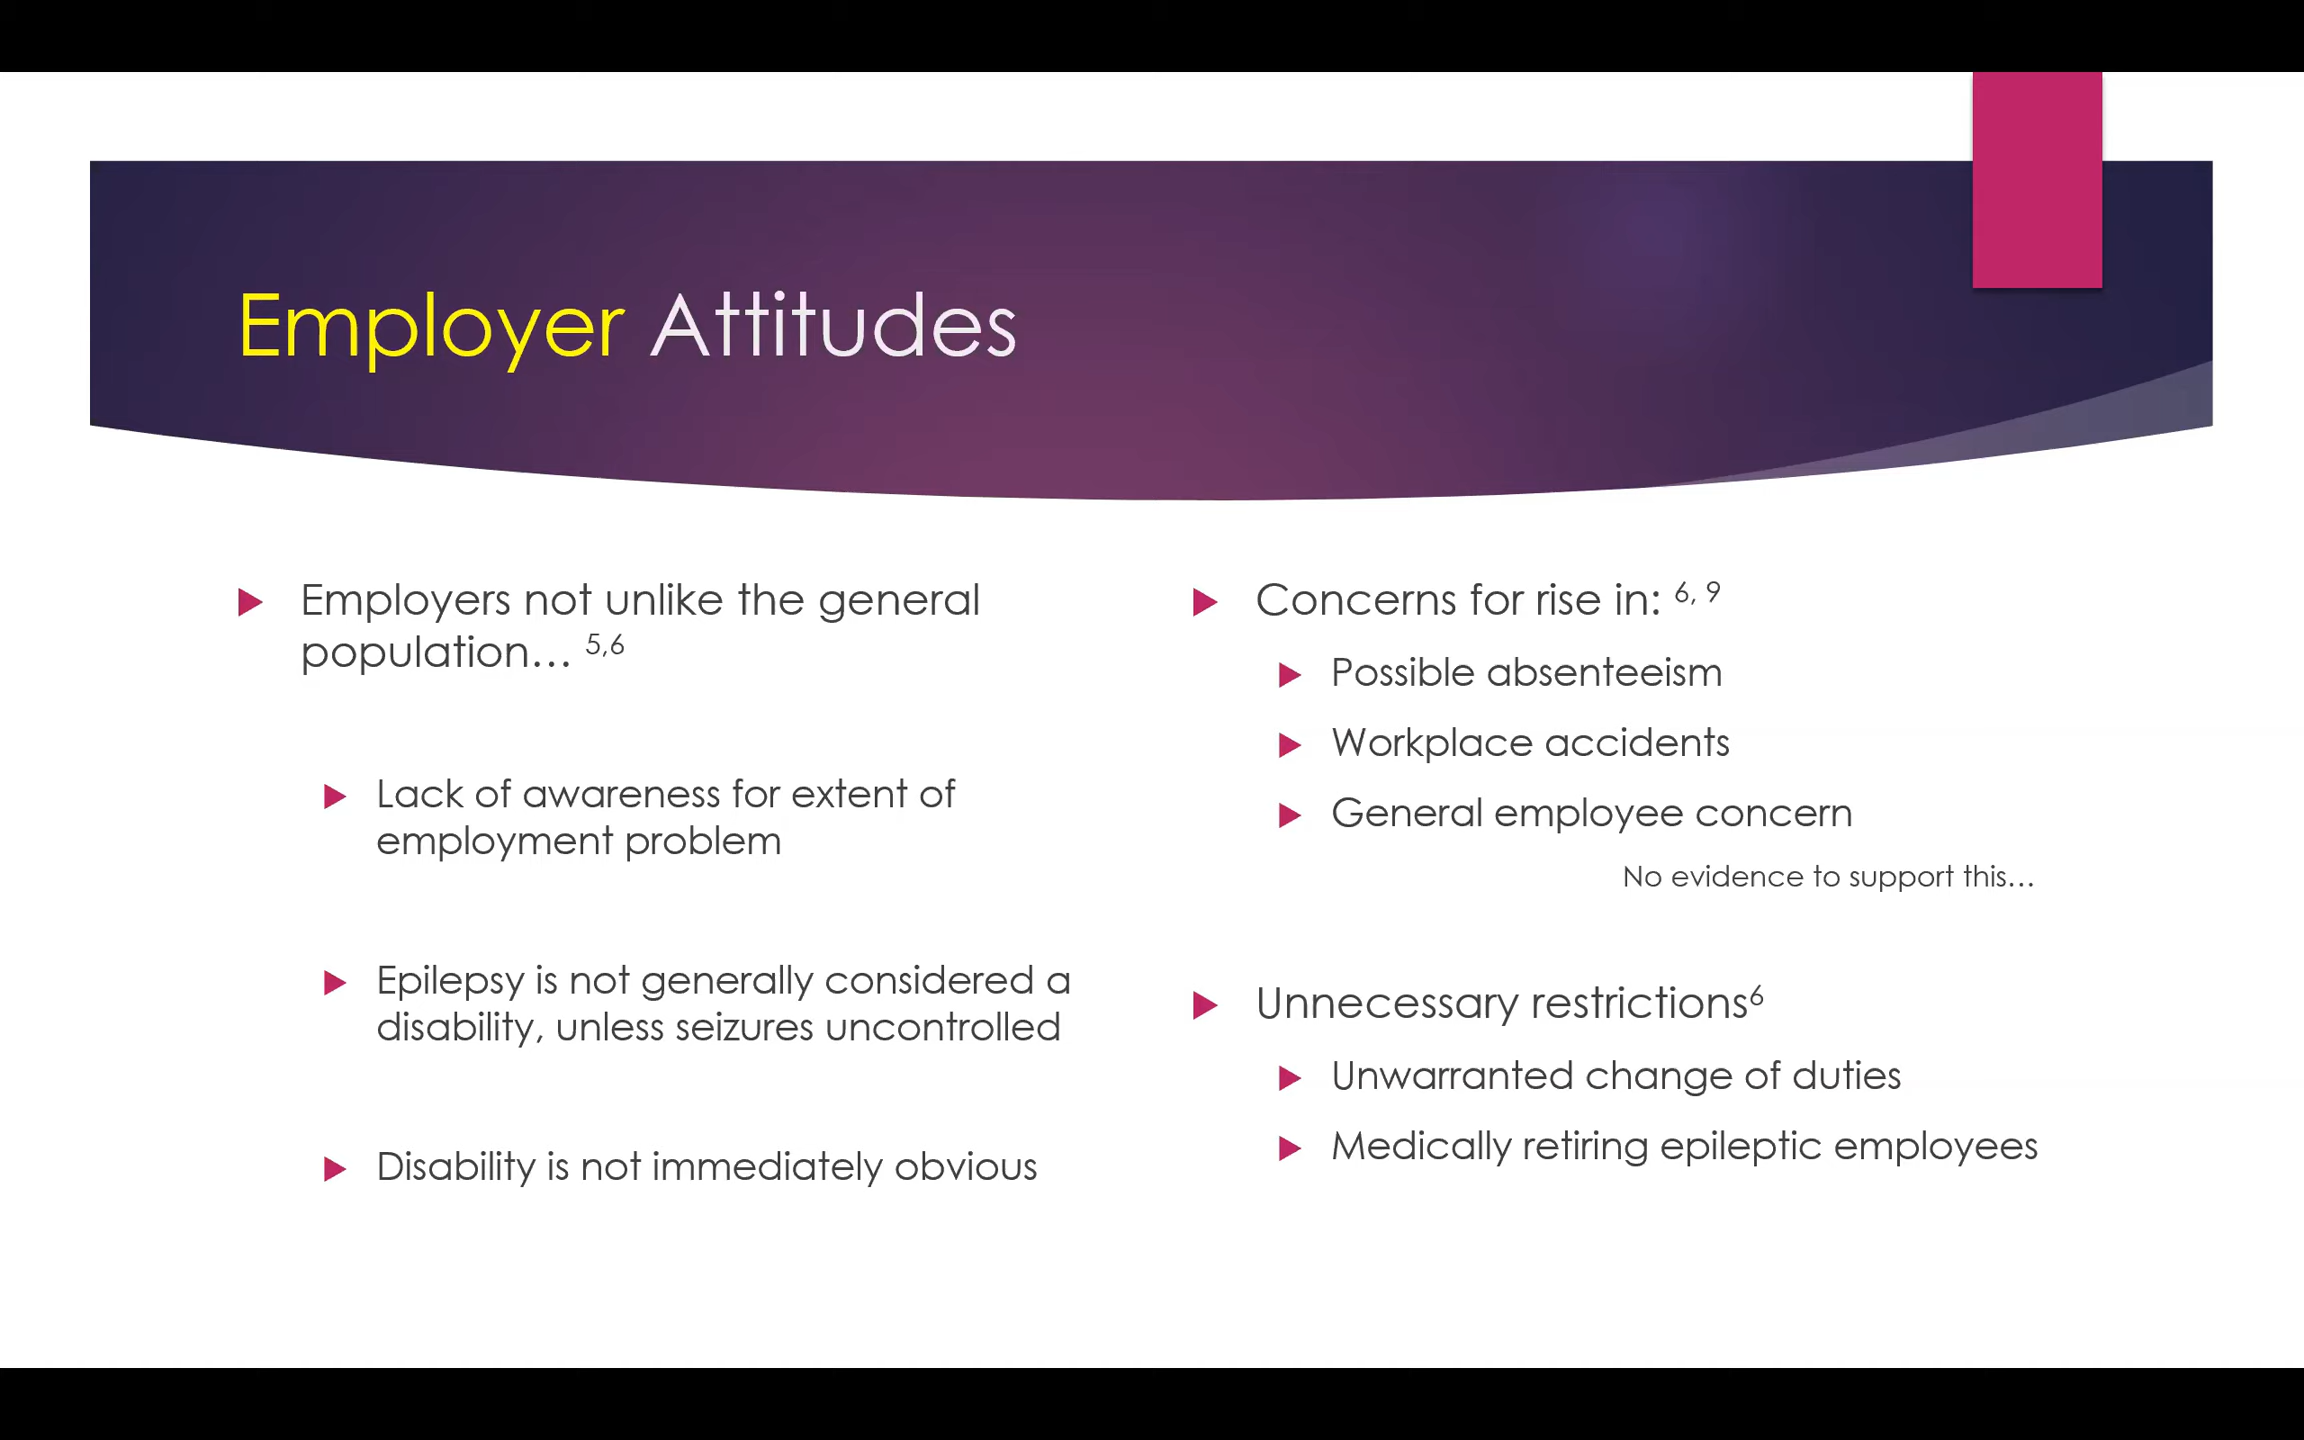 Employer Attitudes
Employers not unlike the general
population… 5,6
Lack of awareness for extent of
employment problem
Epilepsy is not generally considered a
disability, unless seizures uncontrolled
Disability is not immediately obvious
Concerns for rise in: 6, 9
Possible absenteeism
Workplace accidents
General employee concern
No evidence to support this…
Unnecessary restrictions6
Unwarranted change of duties
Medically retiring epileptic employees